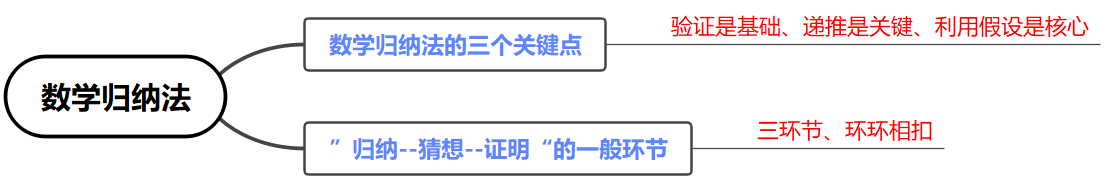 数学归纳法
数学归纳法的三个关键点
验证是基础、递推是关键、利用假设是核心
”归纳--猜想--证明“的一般环节
三环节、环环相扣